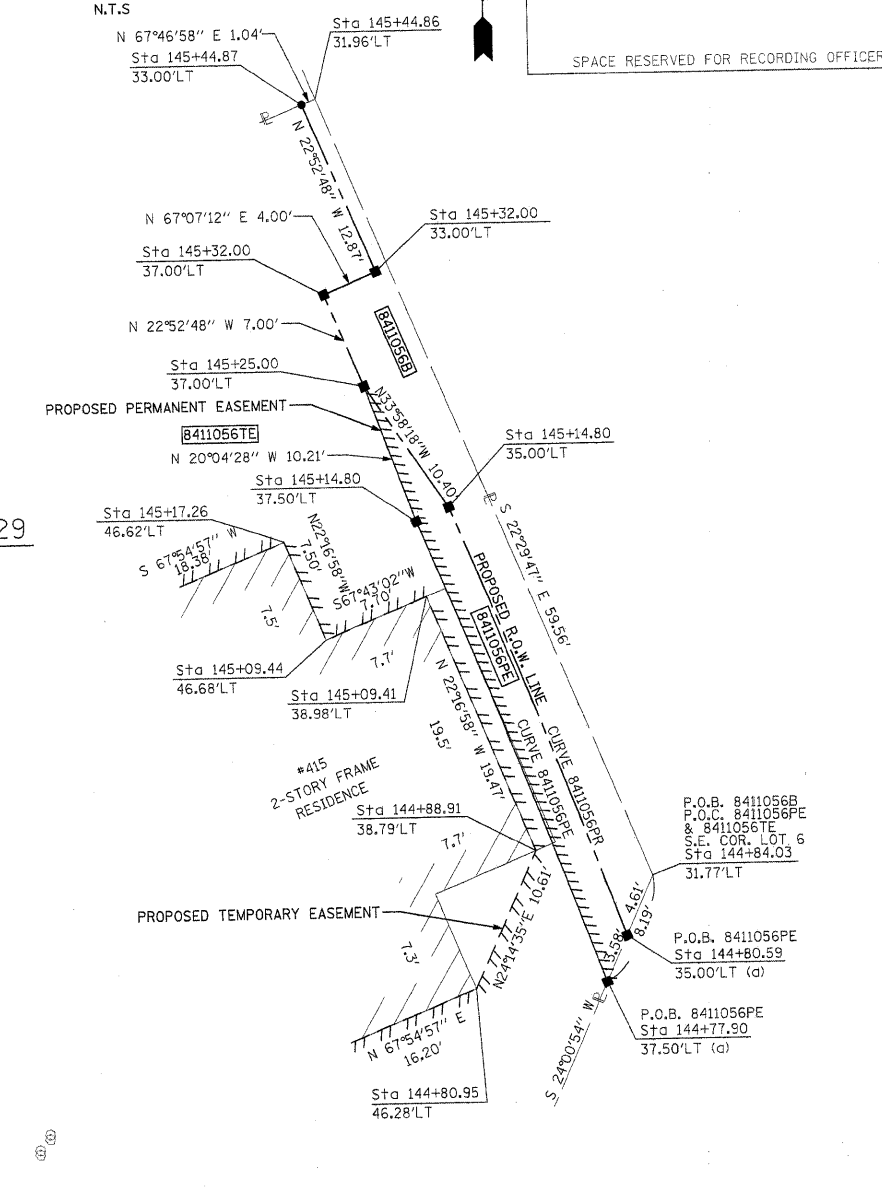 N.T.S
SPACE RESERVED FOR RECORDING OFFICER
N 67°46'58" E 1.04'
Sta 145+44.86
31.96'LT
Sta 145+44.87
33.00'LT
PL
N 22°52'48" W 12.87'
N 67°07'12" E 4.00'
Sta 145+32.00
33.00'LT
Sta 145+32.00
37.00'LT
N 22°52'48" W 7.00'
8411056B
Sta 145+25.00
37.00'LT
PROPOSED PERMANENT EASEMENT
N33°58'18"W 10.40'
8411056TE
N 20°04'28" W 10.21'
Sta 145+14.80
35.00'LT
Sta 145+14.80
37.50'LT
PL
S 22°29'47" E 59.56'
29
Sta 145+17.26
46.62'LT
S 67°54'57" W
18.38'
N22°16'58"W
7.50'
7.5'
S67°43'02"W
7.70'
7.7'
PROPOSED R.O.W. LINE
8411056PE
Sta 145+09.44
46.68'LT
Sta 145+09.41
38.98'LT
N 22°16'58" W 19.47'
19.5'
CURVE 8411056PE
CURVE 8411056PR
#415
2-STORY FRAME
RESIDENCE
Sta 144+88.91
38.79'LT
7.7'
P.O.B. 8411056B
P.O.C. 8411056PE
& 8411056TE
S.E. COR. LOT 6
Sta 144+84.03
31.77'LT
PROPOSED TEMPORARY EASEMENT
N24°14'35"E 10.61'
7.3'
4.61'
8.19'
3.58'
P.O.B. 8411056PE
Sta 144+80.59
35.00'LT (a)
P.O.B. 8411056PE
Sta 144+77.90
37.50'LT (a)
N 67°54'57" E
16.20'
S 24°00'54" W
PL
Sta 144+80.95
46.28'LT